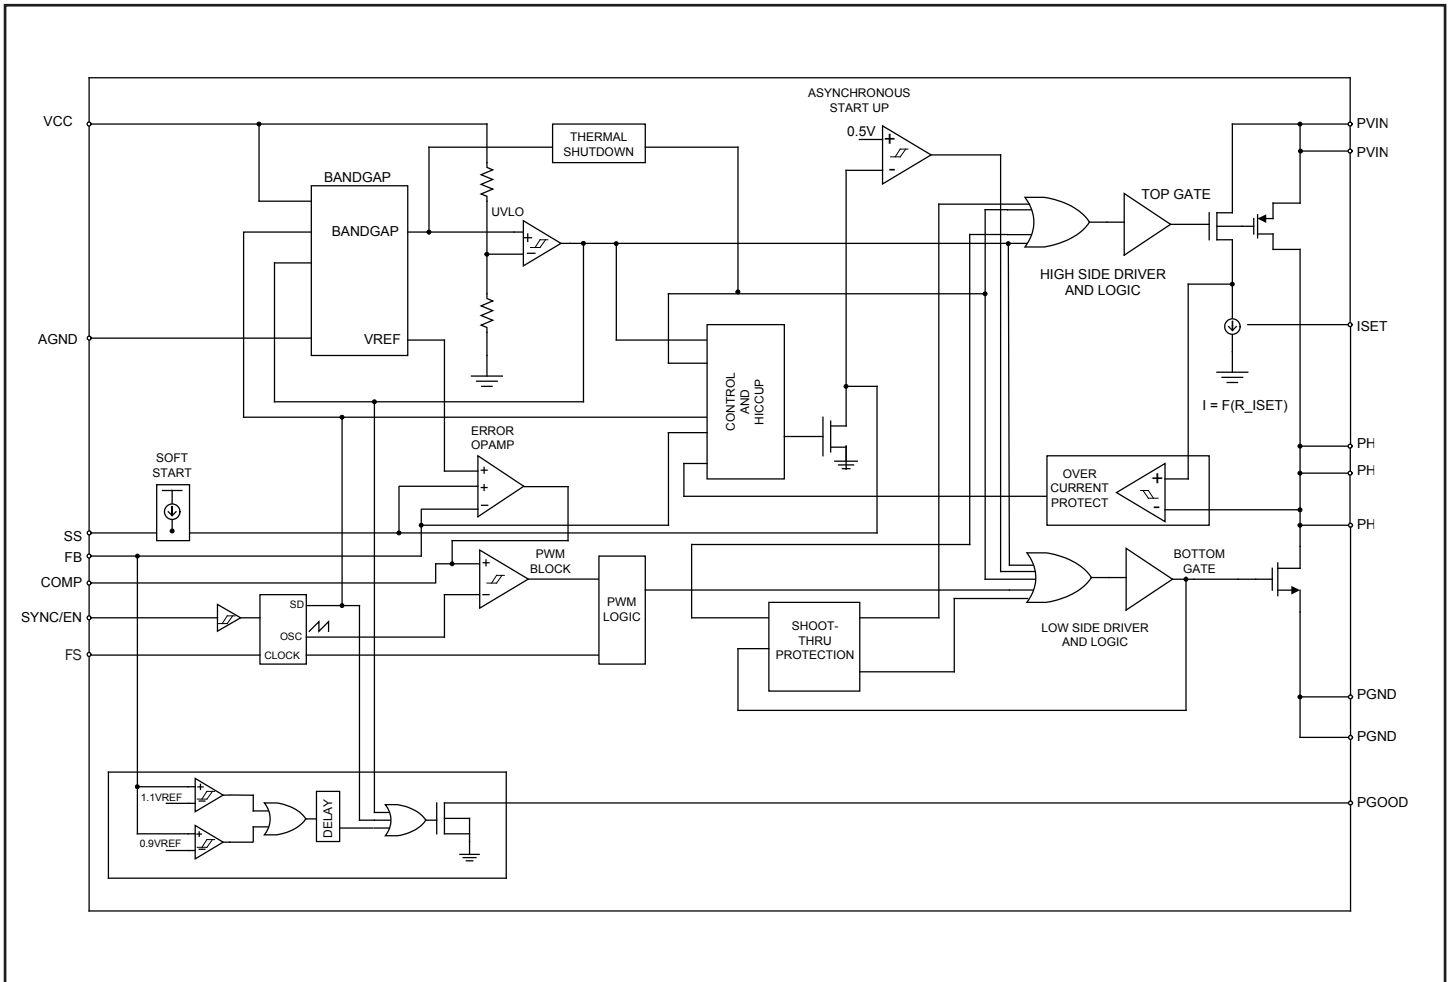 ASYNCHRONOUS
START UP
VCC
0.5V
+
-
PVIN
THERMAL
SHUTDOWN
PVIN
BANDGAP
TOP GATE
UVLO
BANDGAP
+
-
HIGH SIDE DRIVER
AND LOGIC
AGND
VREF
ISET
CONTROL
AND
HICCUP
I = F(R_ISET)
ERROR
OPAMP
PH
SOFT
START
+
+
-
OVER
CURRENT
PROTECT
+
-
PH
SS
PH
FB
COMP
+
-
PWM
BLOCK
BOTTOM
GATE
SYNC/EN
SD
OSC
CLOCK
PWM
LOGIC
SHOOT-
THRU
PROTECTION
LOW SIDE DRIVER
AND LOGIC
FS
PGND
PGND
+
1.1VREF
-
DELAY
PGOOD
+
0.9VREF
-